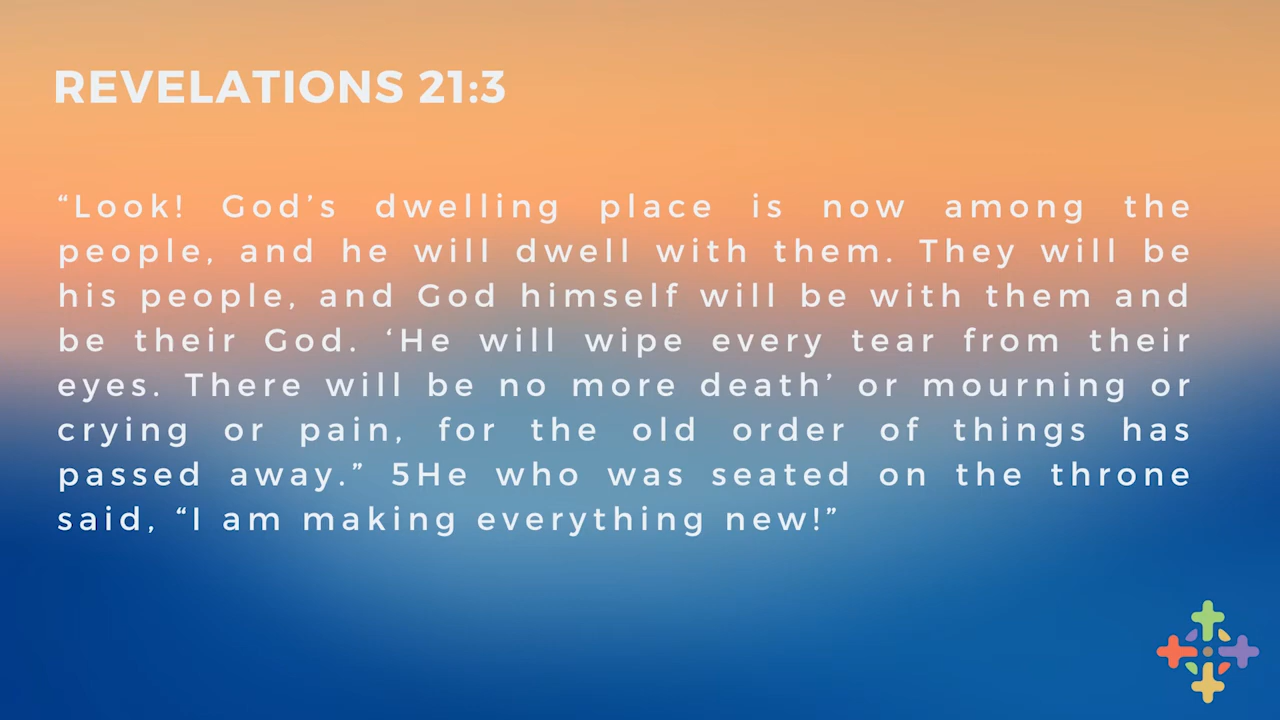 REVELATIONS 21:3
“Look! God’s dwelling place is now among the
people, and he will dwell with them. They will be
his people, and God himself will be with them and
be their God. ‘He will wipe every tear from their
eyes. There will be no more death’ or mourning or
crying or pain, for the old order of things has
passed away.” 5He who was seated on the throne
said, “I am making everything new!”